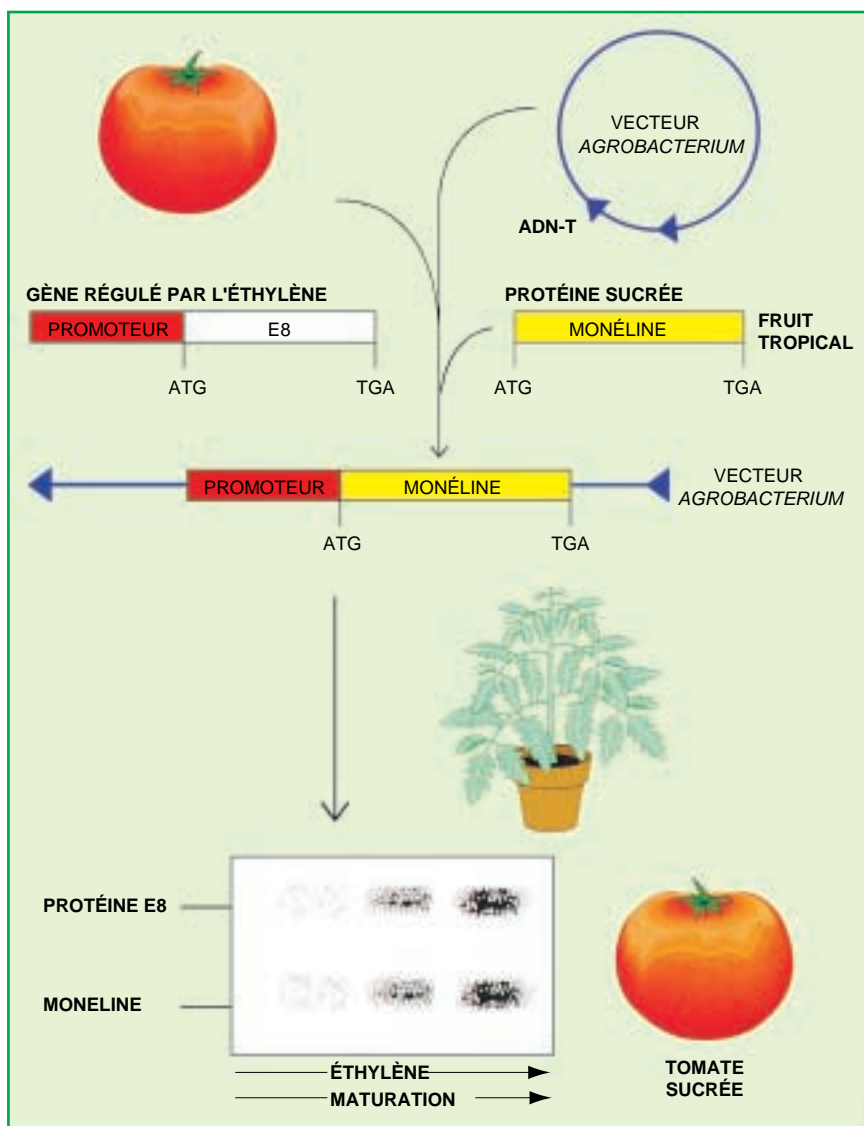 VECTEUR
AGROBACTERIUM
ADN-T
GÈNE RÉGULÉ PAR L'ÉTHYLÈNE
PROMOTEUR E8
ATG TGA
PROTÉINE SUCRÉE
MONÉLINE
FRUIT
TROPICAL
ATG TGA
PROMOTEUR MONÉLINE
VECTEUR
AGROBACTERIUM
ATG TGA
PROTÉINE E8
MONELINE
ÉTHYLÈNE
MATURATION
TOMATE
SUCRÉE